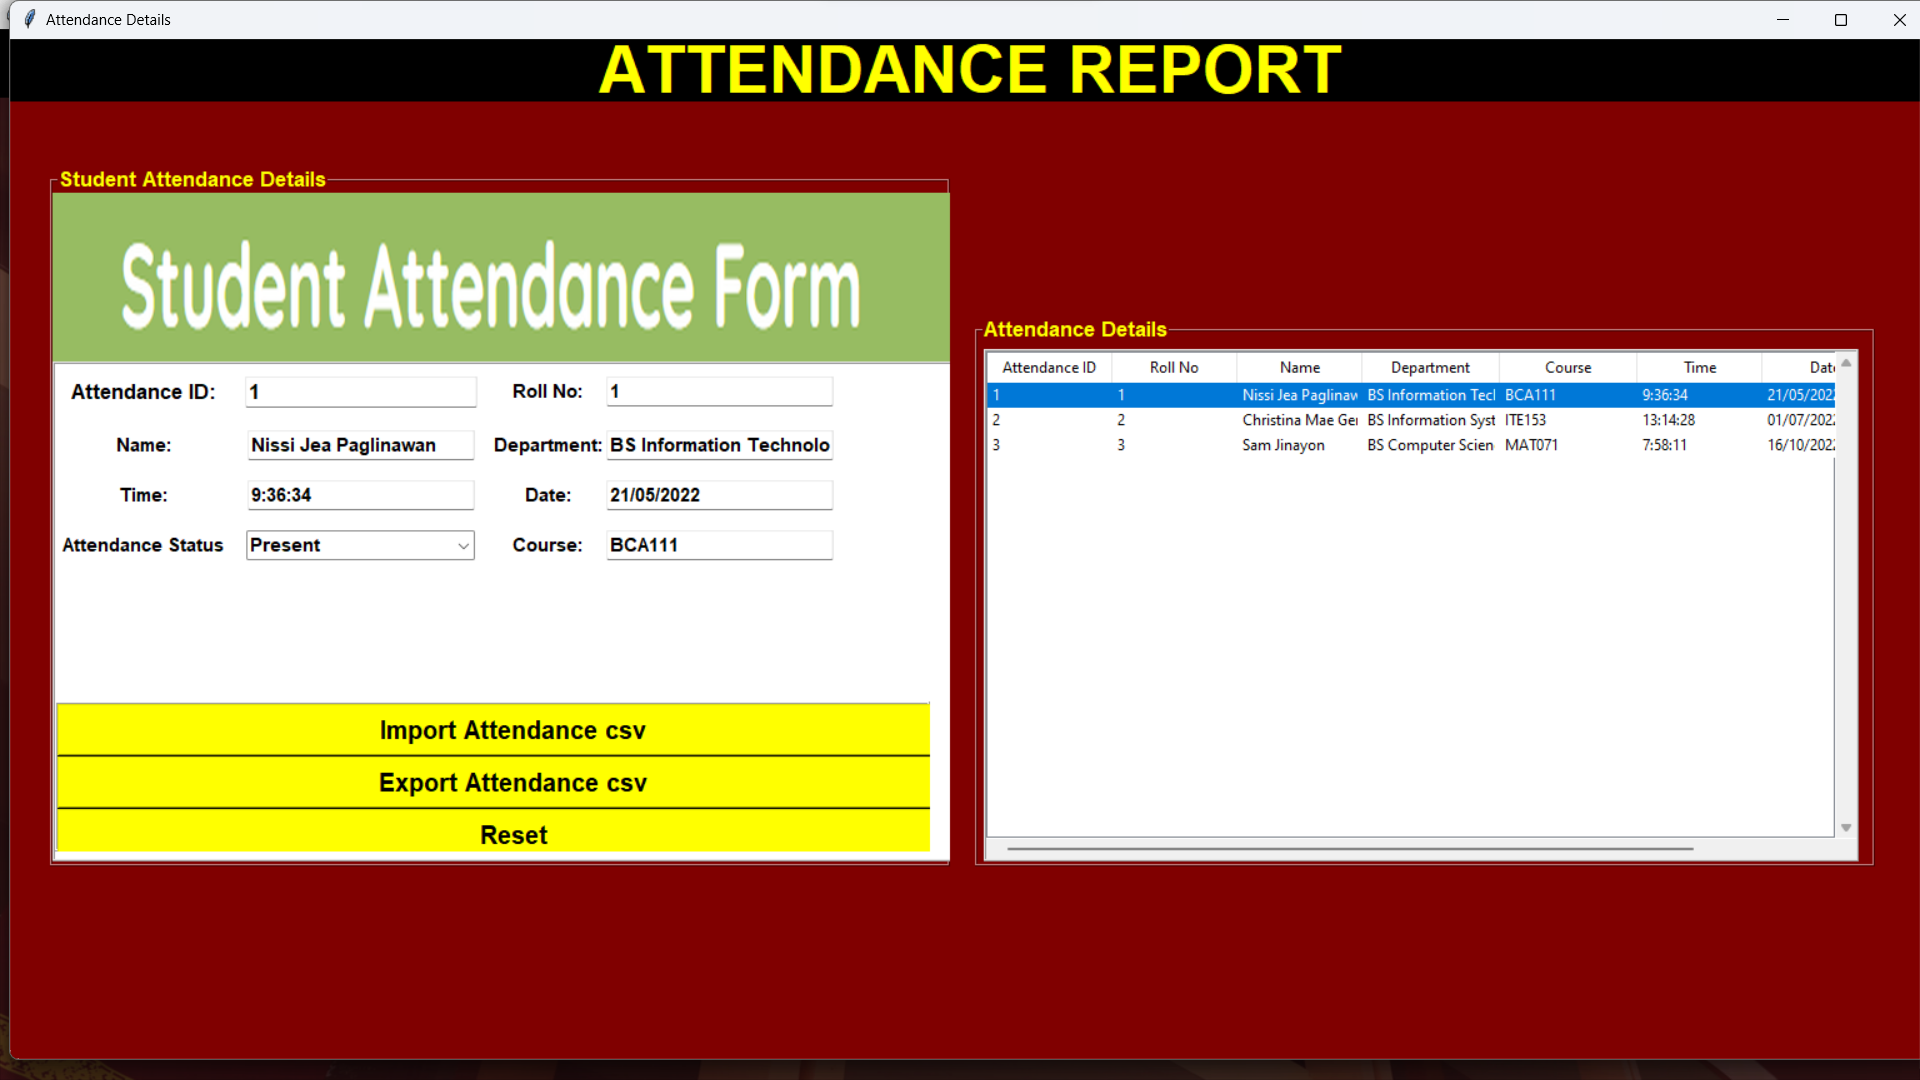 Attendance Details
ATTENDANCE REPORT
Student Attendance Details
Student Attendance Form
Attendance ID: 1 Roll No: 1
Name: Nissi Jea Paglinawan Department: BS Information Technolo
Time: 9:36:34 Date: 21/05/2022
Attendance Status Present Course: BCA111
Import Attendance csv
Export Attendance csv
Reset
Attendance Details
Attendance ID Roll No Name Department Course Time Date
1 1 Nissi Jea Paglinaw BS Information Tecl BCA111 9:36:34 21/05/202
2 2 Christina Mae Ger BS Information Syst ITE153 13:14:28 01/07/202
3 3 Sam Jinayon BS Computer Scien MAT071 7:58:11 16/10/202